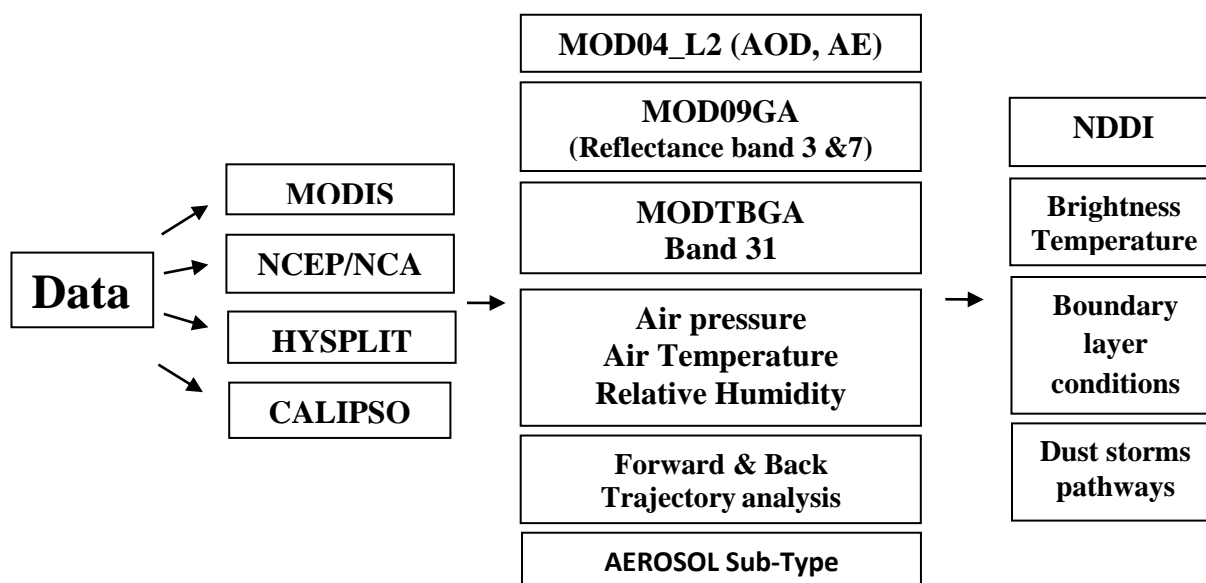 Data
MODIS
NCEP/NCA
HYSPLIT
CALIPSO
MOD04_L2 (AOD, AE)
MOD09GA
(Reflectance band 3 &7)
MODTBGA
Band 31
Air pressure
Air Temperature
Relative Humidity
Forward & Back
Trajectory analysis
AEROSOL Sub-Type
NDDI
Brightness
Temperature
Boundary
layer
conditions
Dust storms
pathways